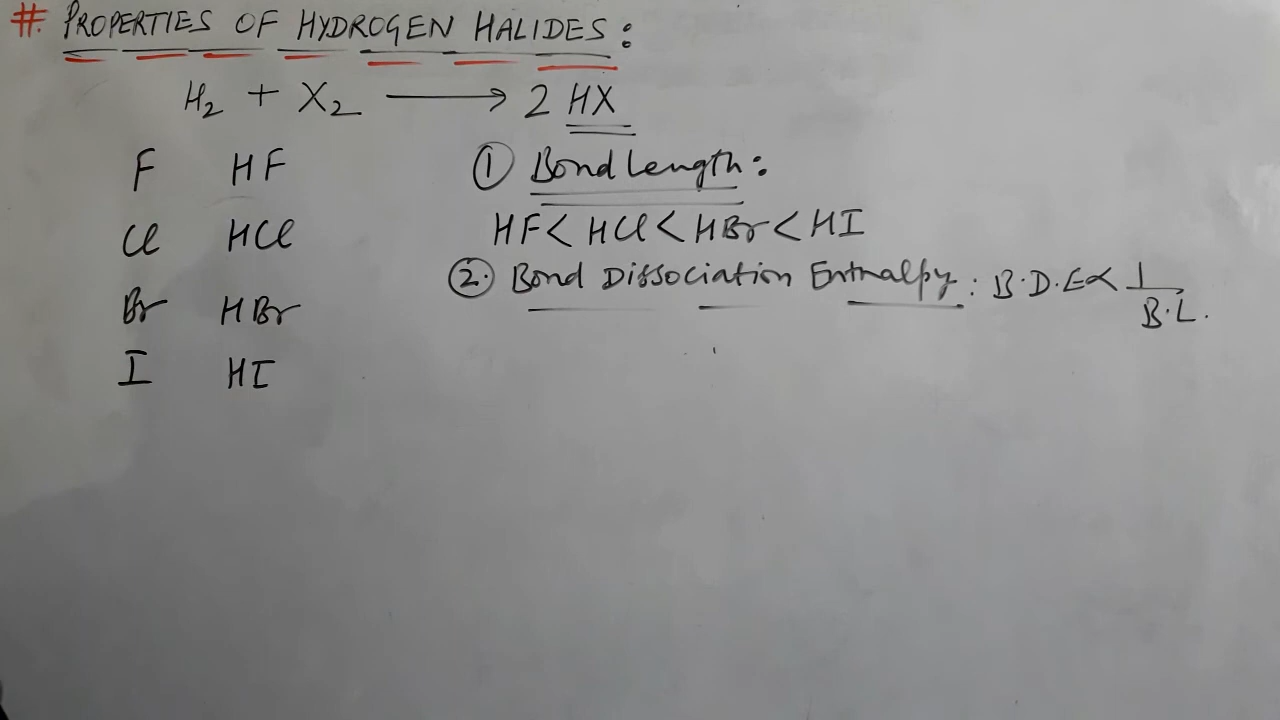 # PROPERTIES OF HYDROGEN HALIDES:
H₂ + X₂ ⟶ 2 HX
F HF
① Bond Length:
Cl HCl
HF < HCl < HBr < HI
② Bond Dissociation Enthalpy: B.D.E ∝ 1/B.L.
Br HBr
I HI